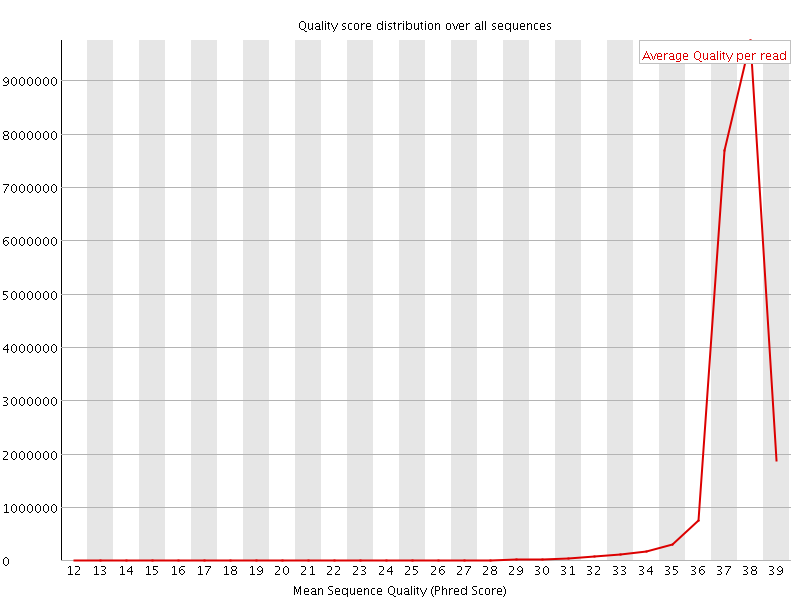 Quality score distribution over all sequences
Average Quality per read
9000000
8000000
7000000
6000000
5000000
4000000
3000000
2000000
1000000
0
12 13 14 15 16 17 18 19 20 21 22 23 24 25 26 27 28 29 30 31 32 33 34 35 36 37 38 39
Mean Sequence Quality (Phred Score)